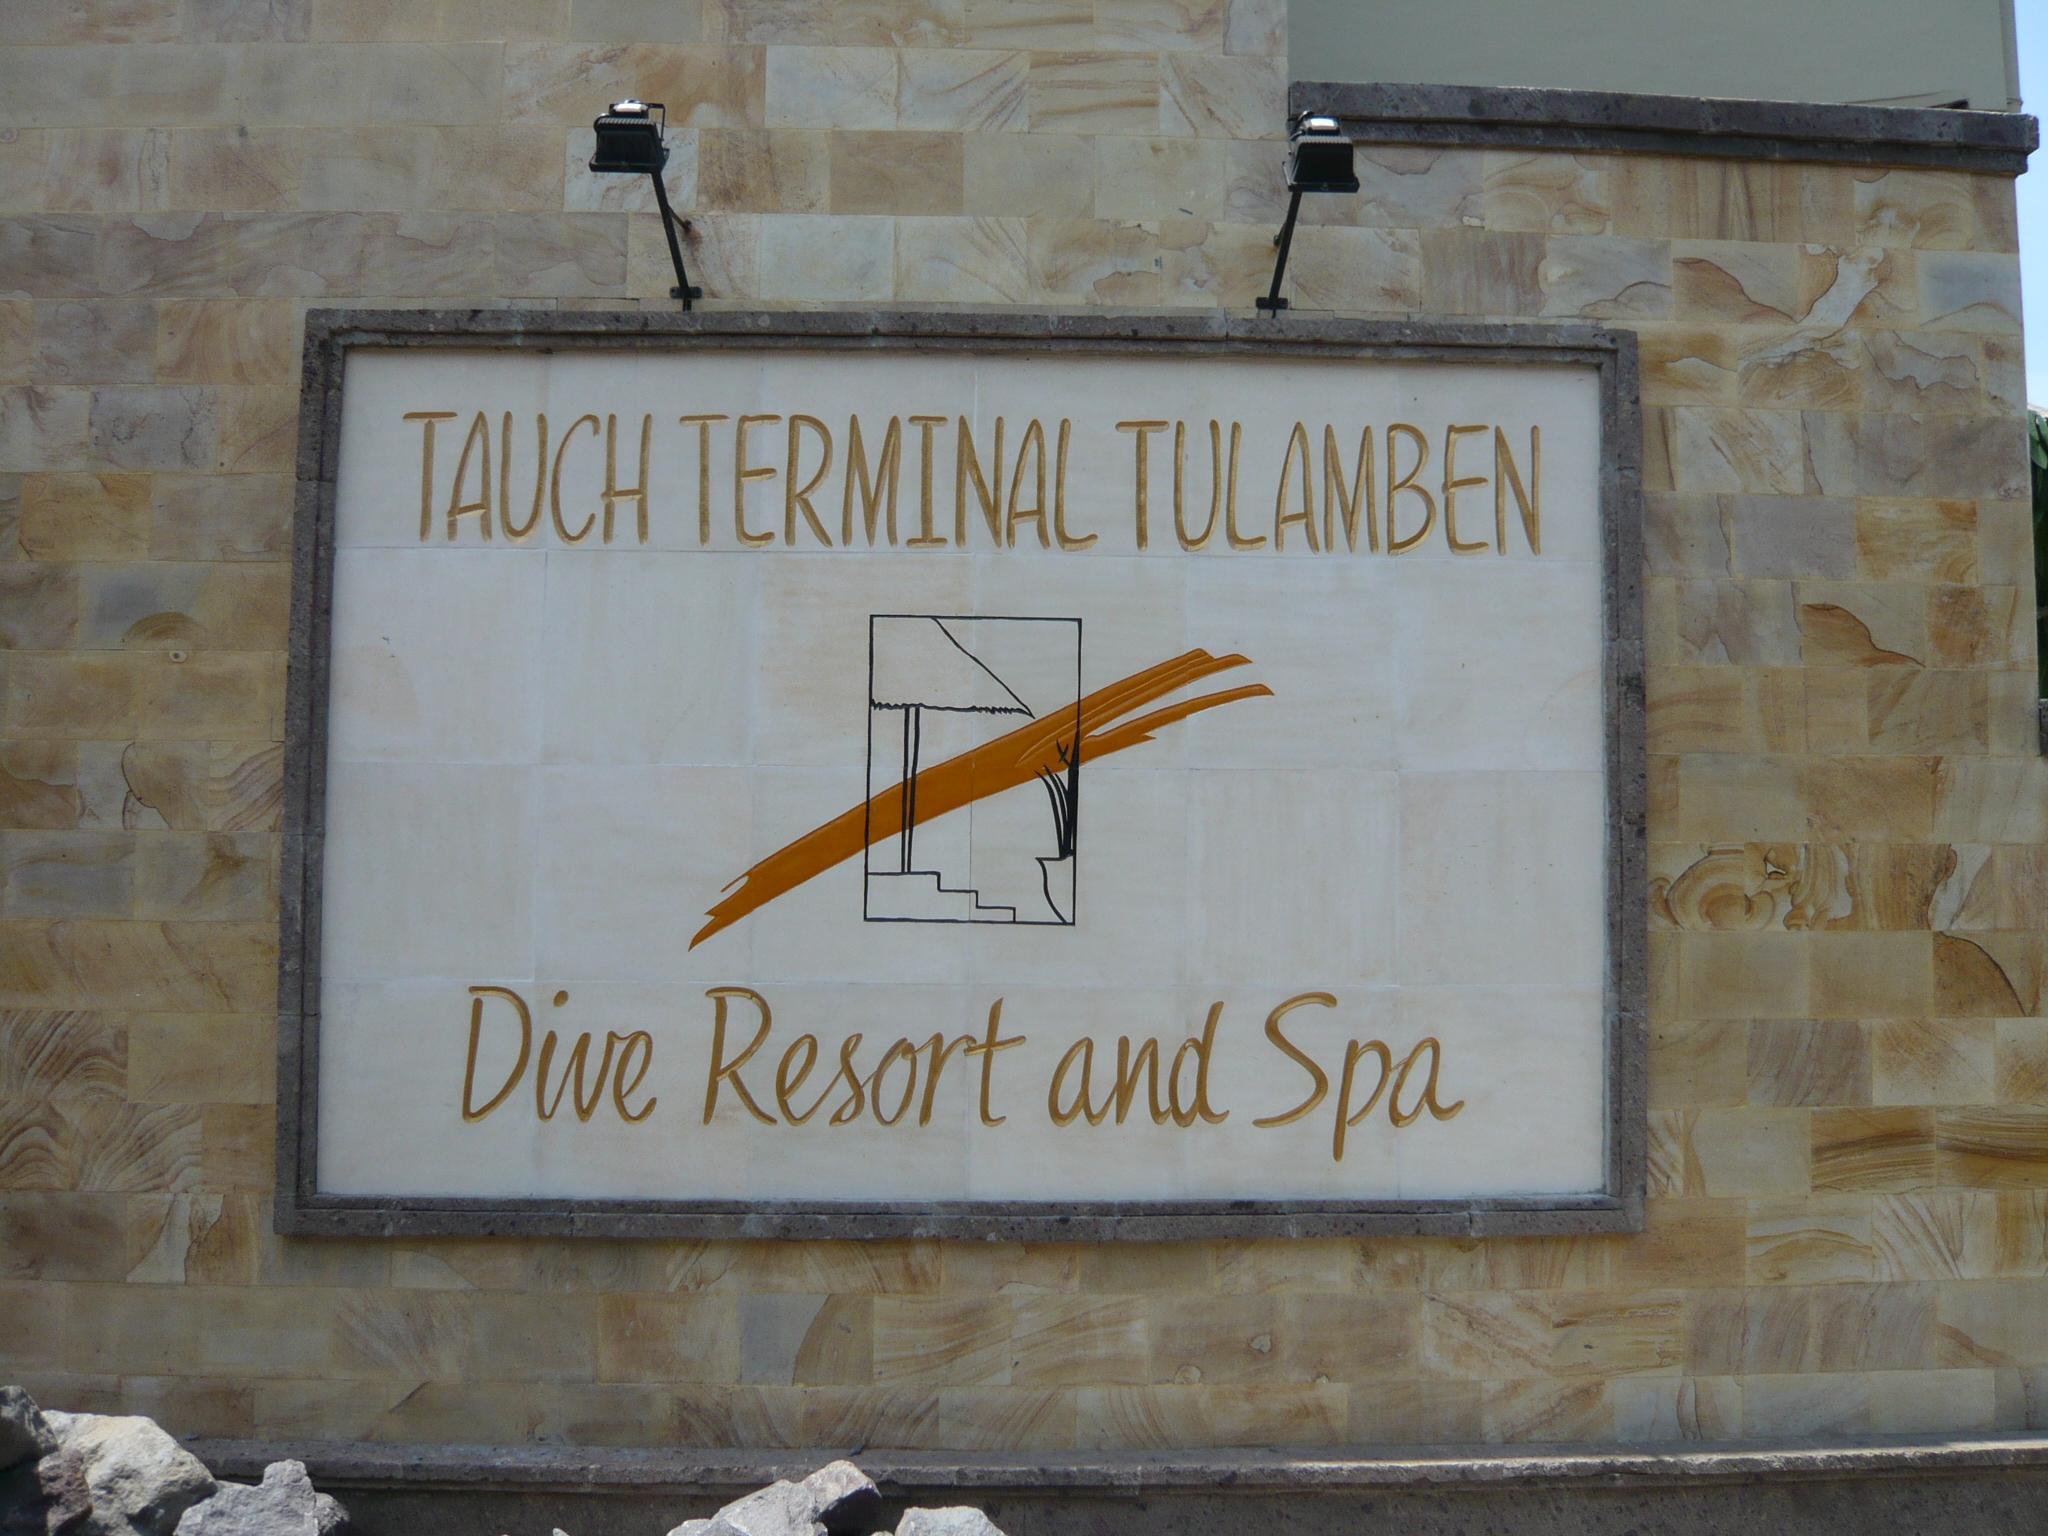 TAUCH TERMINAL TULAMBEN
Dive Resort and Spa